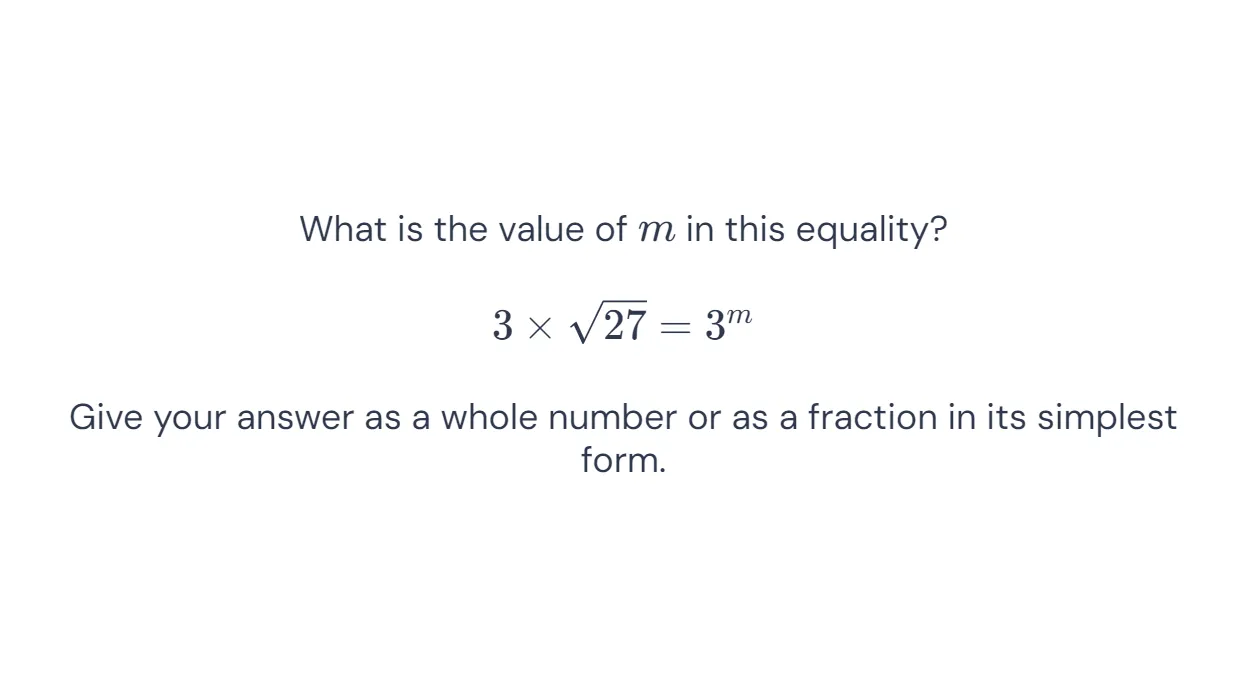 What is the value of m in this equality?
3 × √27 = 3ᵐ
Give your answer as a whole number or as a fraction in its simplest
form.